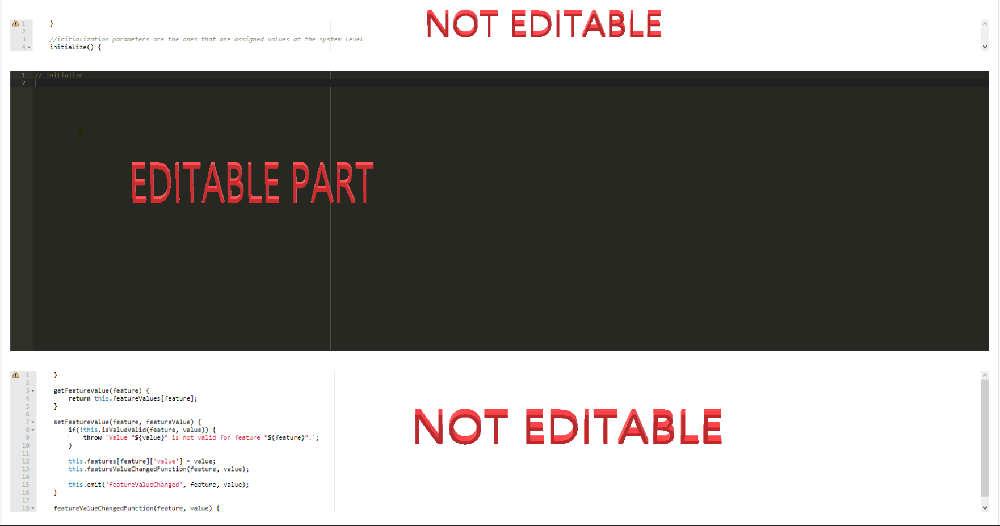 NOT EDITABLE
1 }
2
3 //initialization parameters are the ones that are assigned values at the system level
4 initialize() {
1 // initialize
2
EDITABLE PART
1 }
2
3 getFeatureValue(feature) {
4 return this.featureValues[feature];
5 }
6
7 setFeatureValue(feature, featureValue) {
8 if(!this.isValueValid(feature, value)) {
9 throw `Value "${value}" is not valid for feature "${feature}".`;
10 }
11
12 this.features[feature]['value'] = value;
13 this.featureValueChangedFunction(feature, value);
14
15 this.emit('featureValueChanged', feature, value);
16 }
17
18 featureValueChangedFunction(feature, value) {
NOT EDITABLE